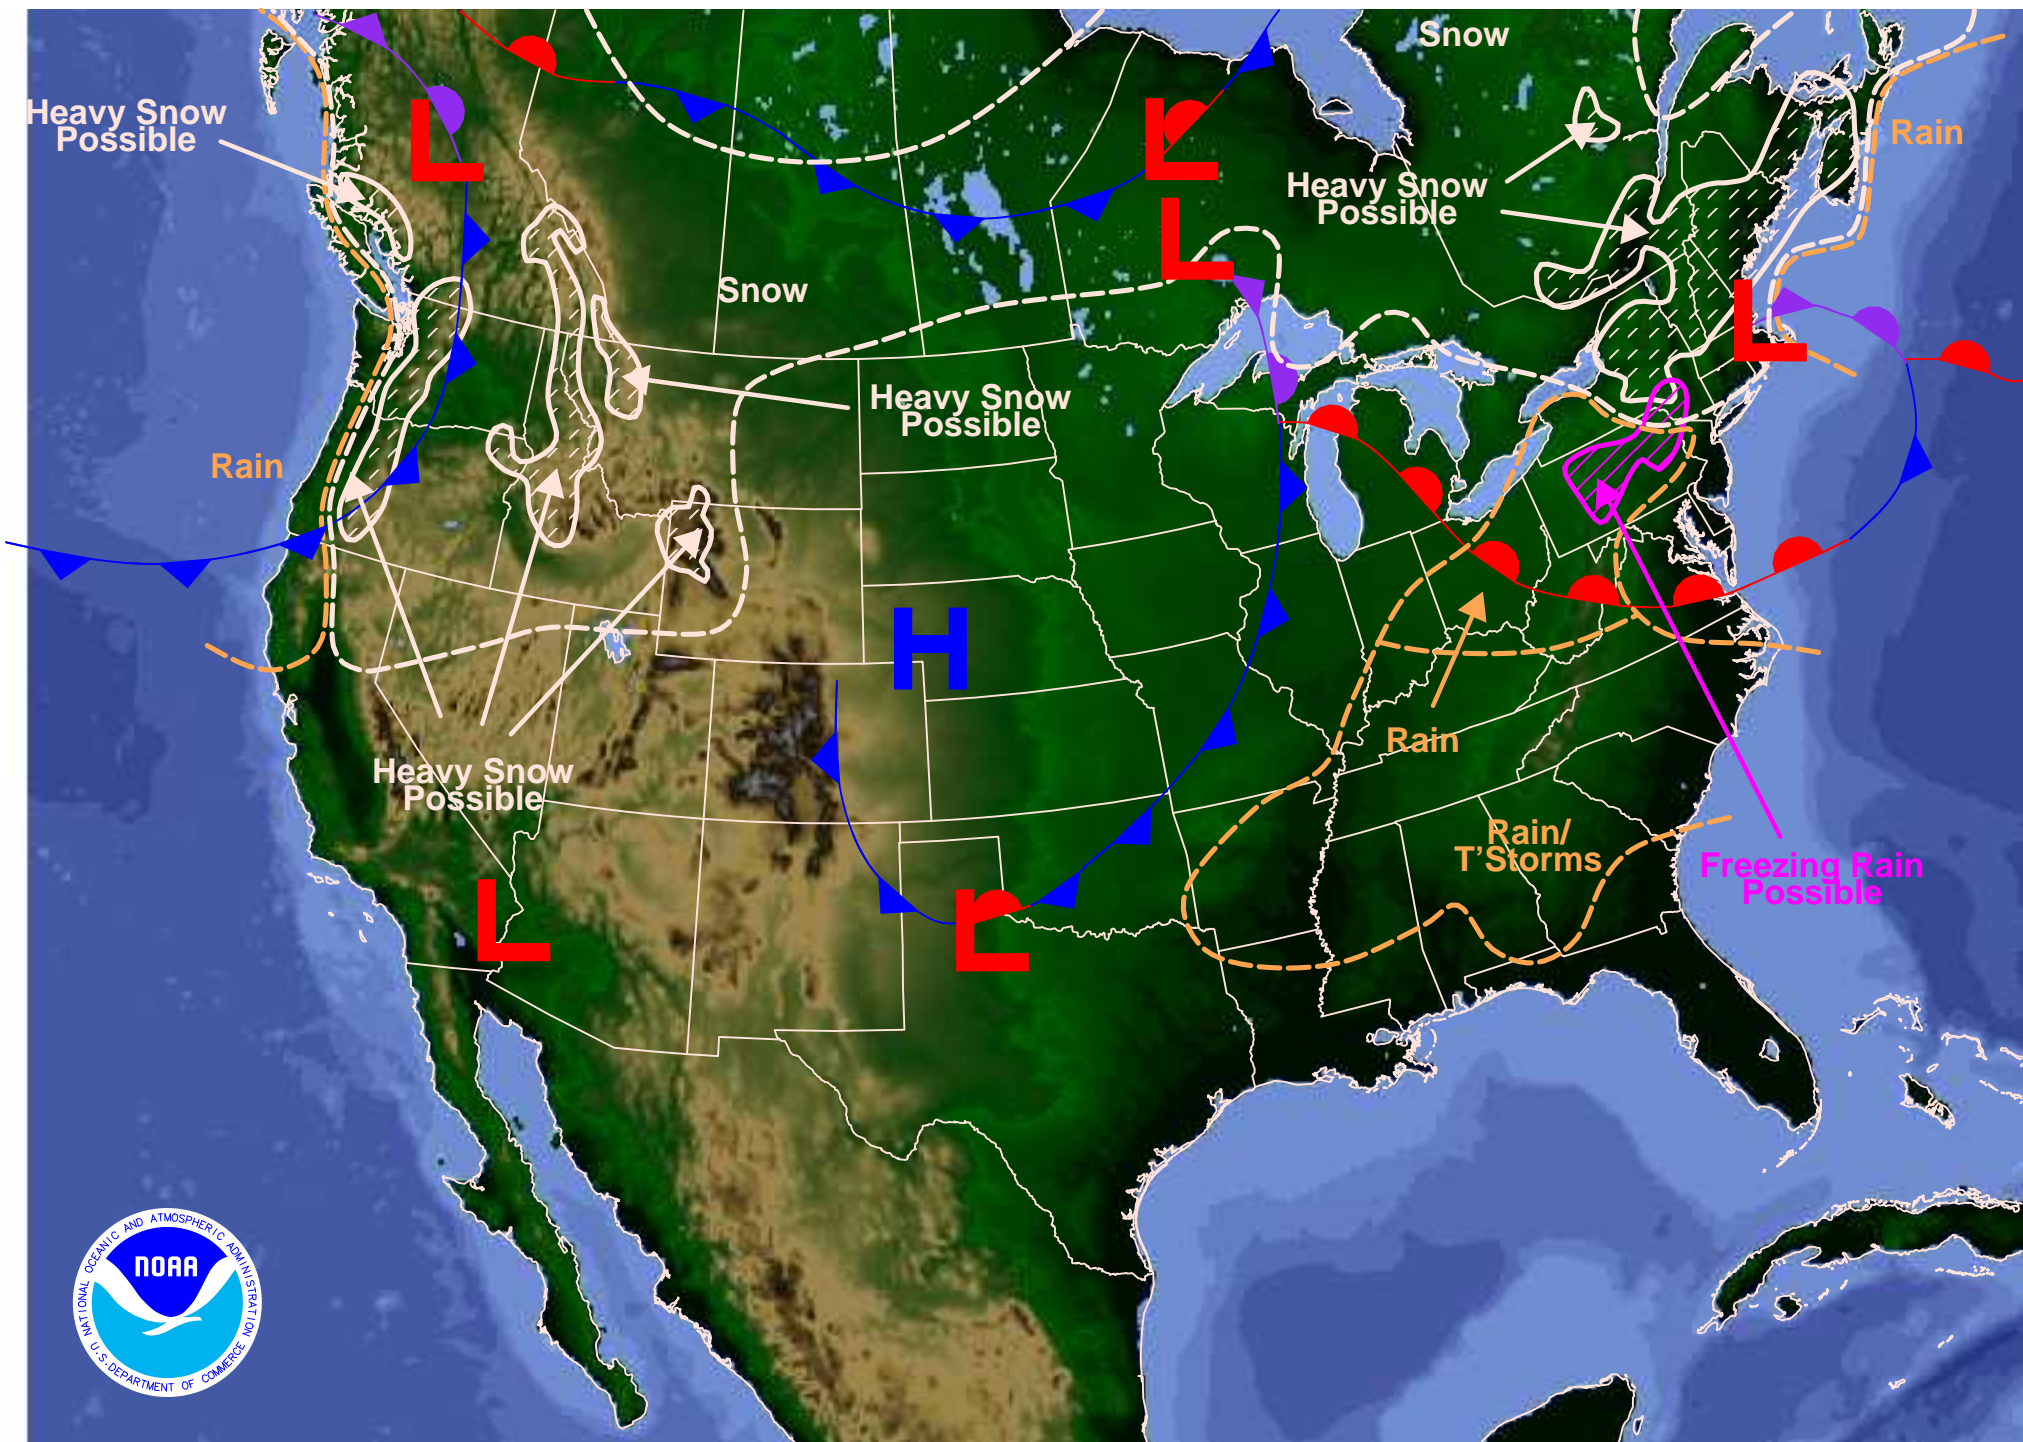 Snow
Heavy Snow
Possible
Rain
Heavy Snow
Possible
L
L
L
Snow
L
Heavy Snow
Possible
Rain
H
Heavy Snow
Possible
Rain
Rain/
T'Storms
Freezing Rain
Possible
L
L
NATIONAL OCEANIC AND ATMOSPHERIC ADMINISTRATION
NOAA
U.S. DEPARTMENT OF COMMERCE